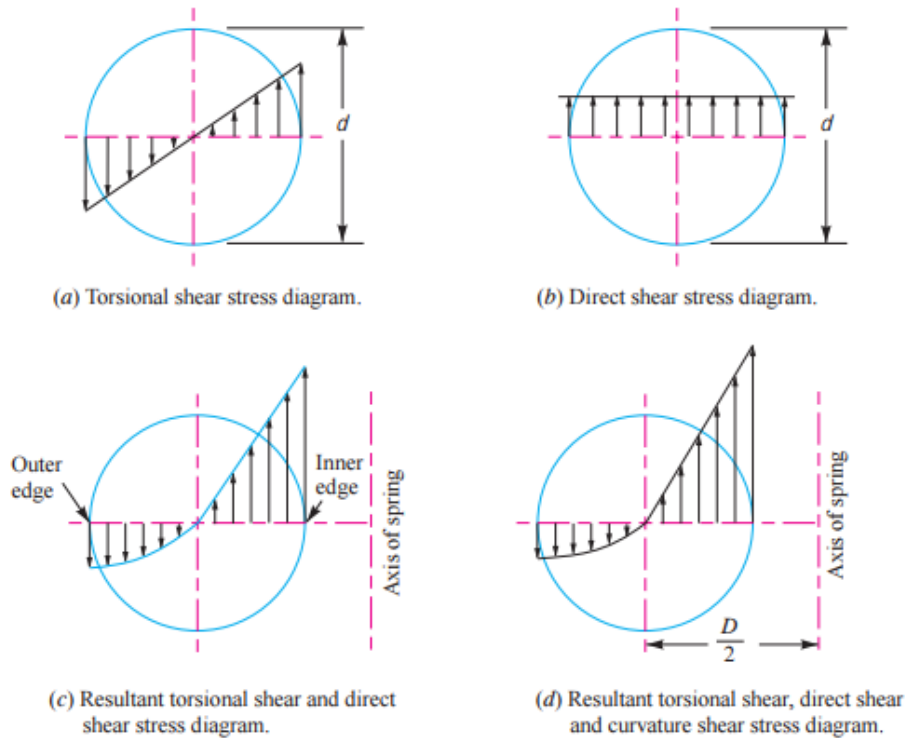 d
d
(a) Torsional shear stress diagram.
(b) Direct shear stress diagram.
Outer
edge
Inner
edge
Axis of spring
Axis of spring
D
2
(c) Resultant torsional shear and direct
shear stress diagram.
(d) Resultant torsional shear, direct shear
and curvature shear stress diagram.